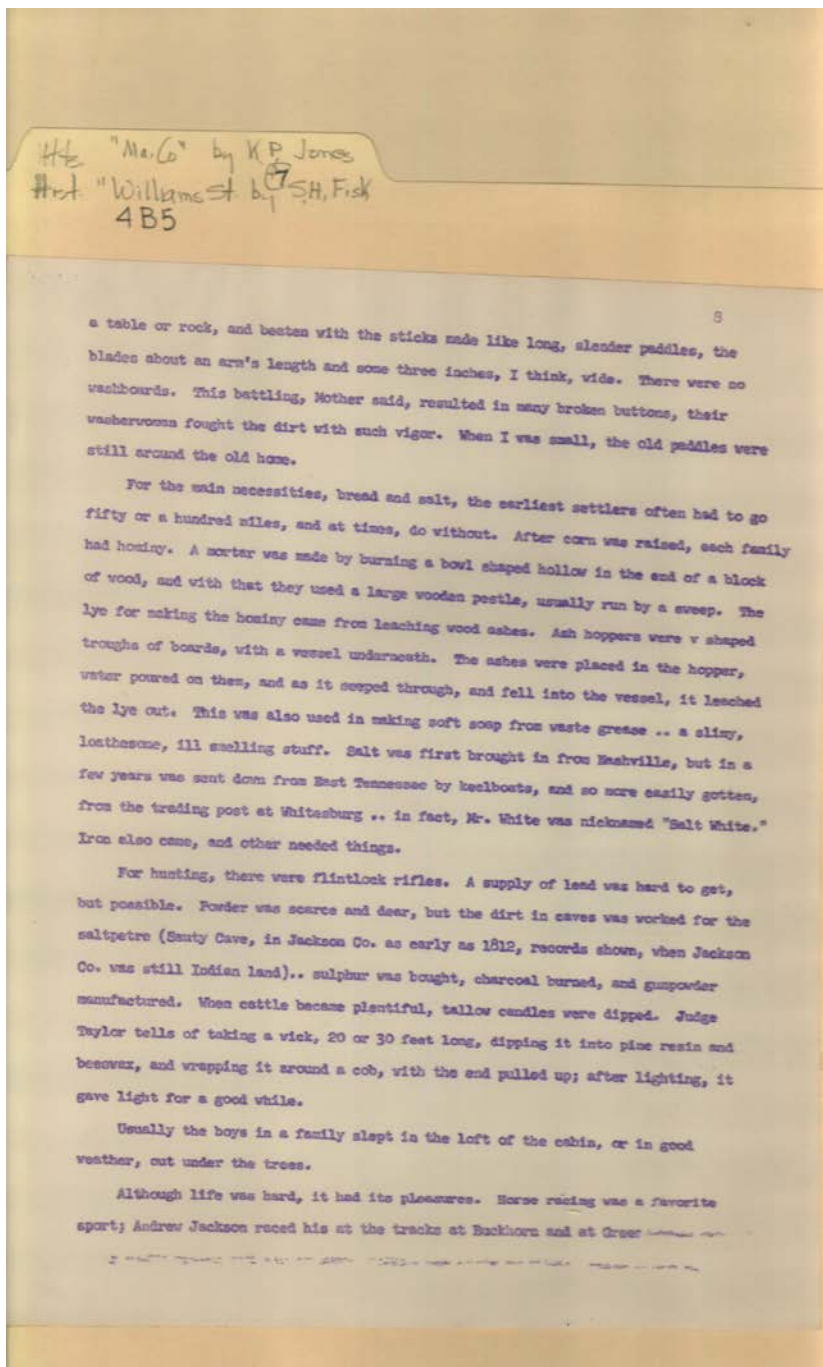 Hts "Ma. Co" by K P Jones
Hist "Williams St. by S.H, Fisk
7
4B5
8
a table or rock, and beaten with the sticks made like long, slender paddles, the
blades about an arm's length and some three inches, I think, wide. There were no
washboards. This battling, Mother said, resulted in many broken buttons, their
washerwomen fought the dirt with such vigor. When I was small, the old paddles were
still around the old home.
For the main necessities, bread and salt, the earliest settlers often had to go
fifty or a hundred miles, and at times, do without. After corn was raised, each family
had hominy. A mortar was made by burning a bowl shaped hollow in the end of a block
of wood, and with that they used a large wooden pestle, usually run by a sweep. The
lye for making the hominy came from leaching wood ashes. Ash hoppers were v shaped
troughs of boards, with a vessel underneath. The ashes were placed in the hopper,
water poured on them, and as it seeped through, and fell into the vessel, it leached
the lye out. This was also used in making soft soap from waste grease .. a slimy,
loathesome, ill smelling stuff. Salt was first brought in from Nashville, but in a
few years was sent down from East Tennessee by keelboats, and so more easily gotten,
from the trading post at Whitesburg .. in fact, Mr. White was nicknamed "Salt White."
Iron also came, and other needed things.
For hunting, there were flintlock rifles. A supply of lead was hard to get,
but possible. Powder was scarce and dear, but the dirt in caves was worked for the
saltpetre (Sauty Cave, in Jackson Co. as early as 1812, records shown, when Jackson
Co. was still Indian land).. sulphur was bought, charcoal burned, and gunpowder
manufactured. When cattle became plentiful, tallow candles were dipped. Judge
Taylor tells of taking a wick, 20 or 30 feet long, dipping it into pine resin and
beeswax, and wrapping it around a cob, with the end pulled up; after lighting, it
gave light for a good while.
Usually the boys in a family slept in the loft of the cabin, or in good
weather, out under the trees.
Although life was hard, it had its pleasures. Horse racing was a favorite
sport; Andrew Jackson raced his at the tracks at Buckhorn and at Green